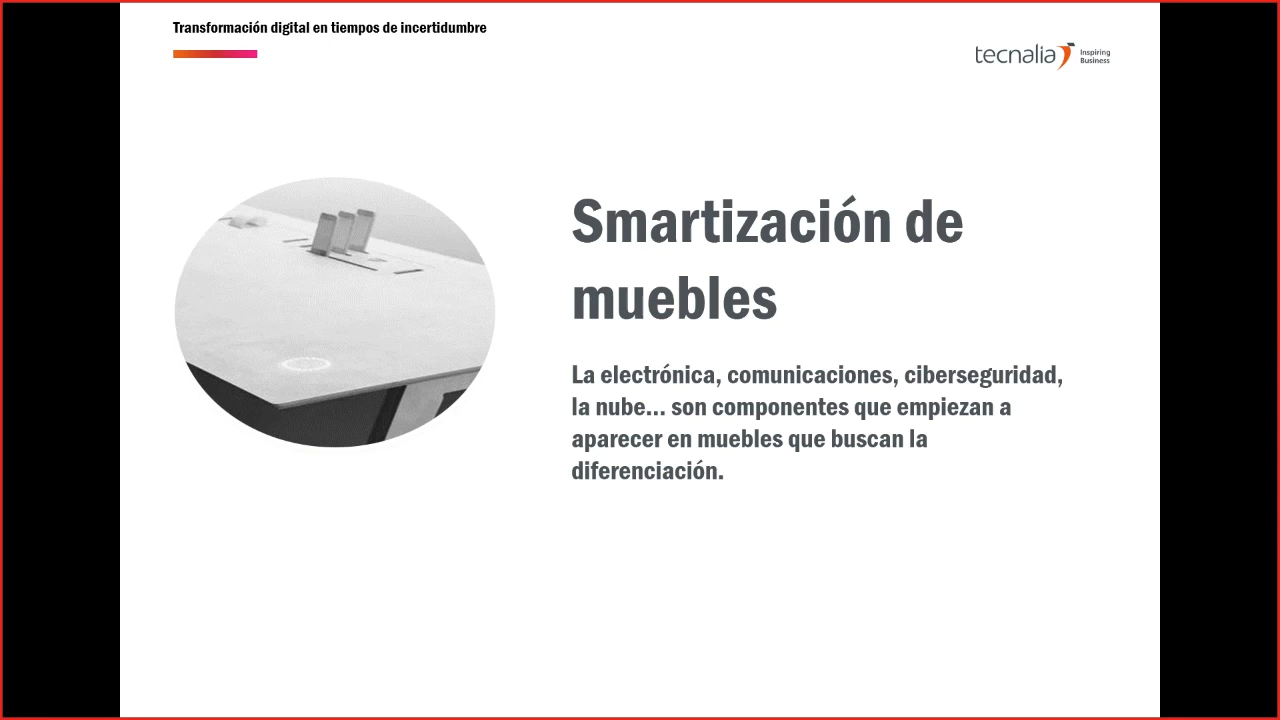 Transformación digital en tiempos de incertidumbre
tecnalia Inspiring
Business
Smartización de
muebles
La electrónica, comunicaciones, ciberseguridad,
la nube... son componentes que empiezan a
aparecer en muebles que buscan la
diferenciación.